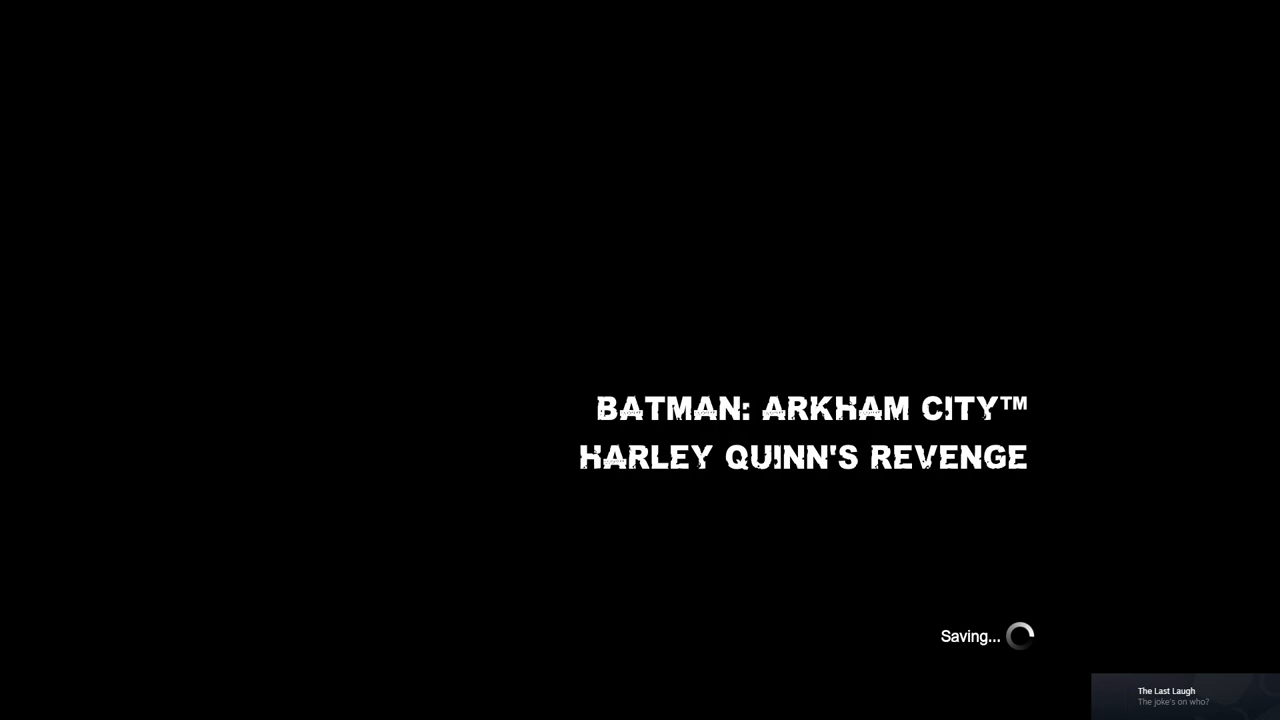 BATMAN: ARKHAM CITY™
HARLEY QUINN'S REVENGE
Saving...
The Last Laugh
The joke's on who?